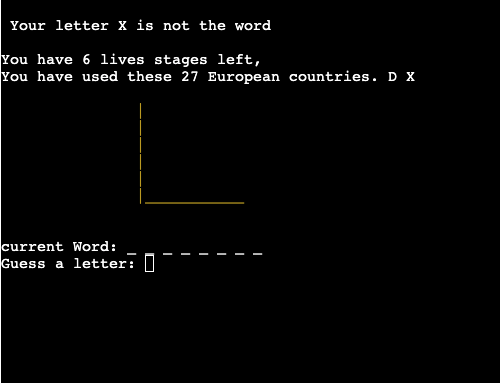 Your letter X is not the word
You have 6 lives stages left,
You have used these 27 European countries. D X
current Word: _ _ _ _ _ _ _ _
Guess a letter: